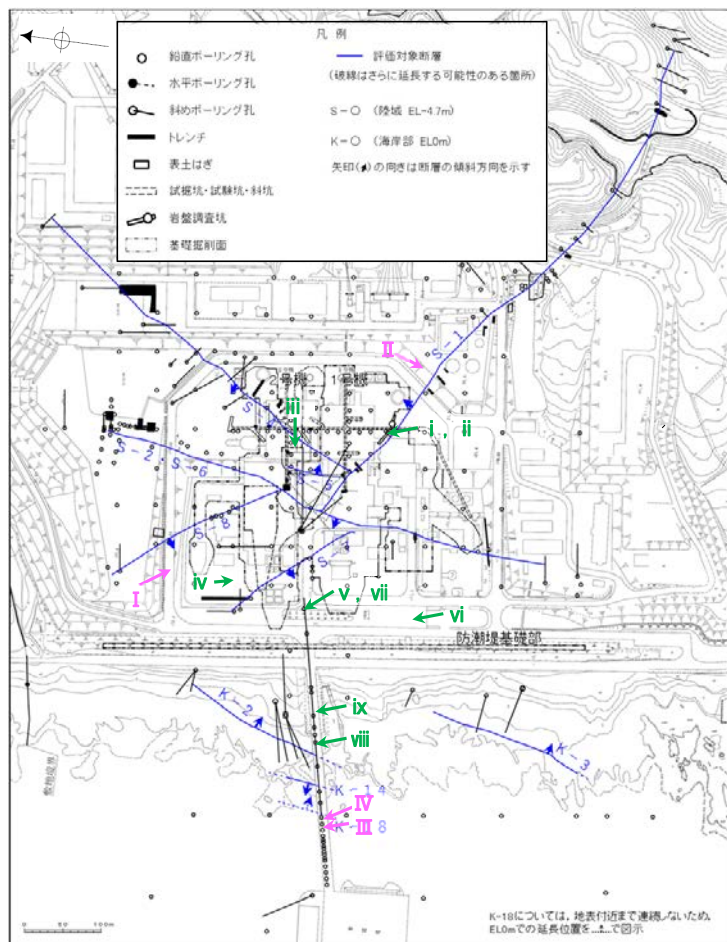 凡 例
鉛直ボーリング孔
水平ボーリング孔
斜めボーリング孔
トレンチ
表土はぎ
試掘坑・試験坑・斜坑
岩盤調査坑
基礎掘削面
評価対象断層
(破線はさらに延長する可能性のある箇所)
S-○ (陸域 EL-4.7m)
K-○ (海岸部 EL0m)
矢印( )の向きは断層の傾斜方向を示す
S-1
Ⅱ
2号機
1号機
iii
i , ii
S-2・S-6
S-8
iv
Ⅰ
v , vii
vi
防潮堤基礎部
K-2
ix
viii
K-3
K-14
Ⅳ
Ⅲ
K-18については、地表付近まで連続しないため、
EL0mでの延長位置を で図示
0 50 100m